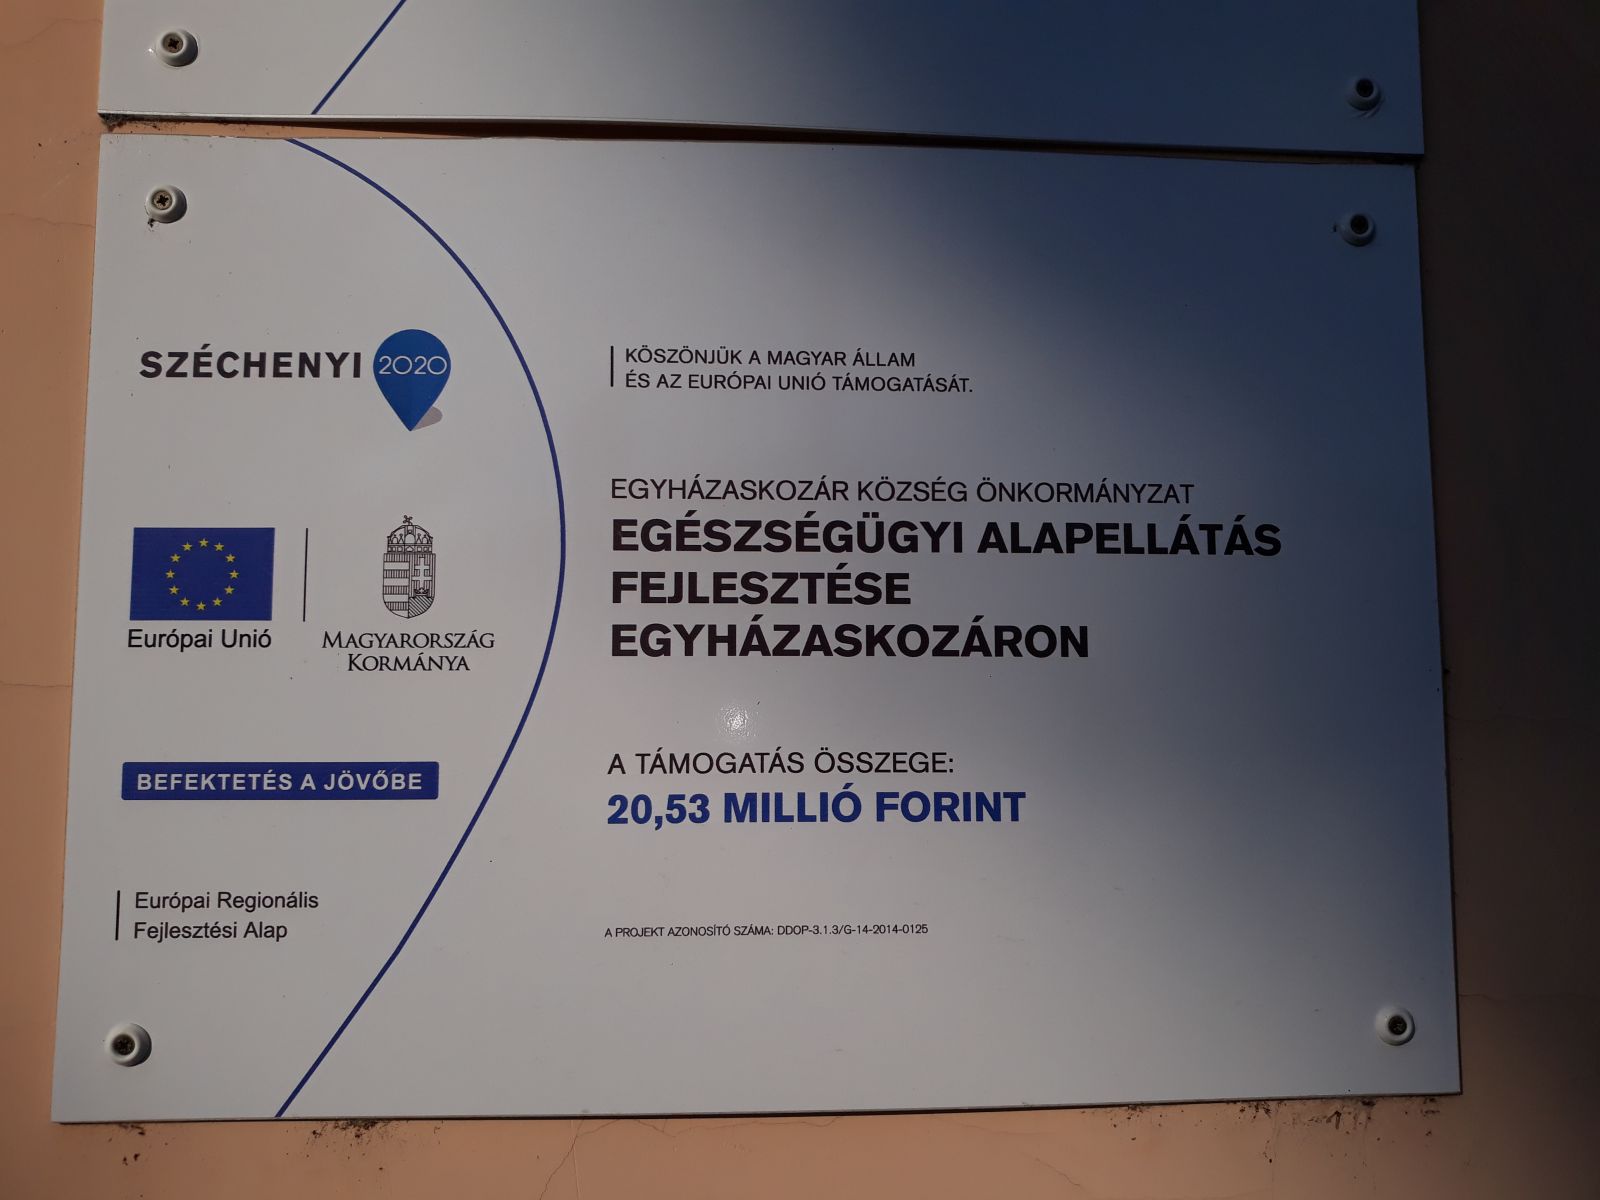 SZÉCHENYI 2020
Európai Unió
MAGYARORSZÁG
KORMÁNYA
BEFEKTETÉS A JÖVŐBE
Európai Regionális
Fejlesztési Alap
KÖSZÖNJÜK A MAGYAR ÁLLAM
ÉS AZ EURÓPAI UNIÓ TÁMOGATÁSÁT.
EGYHÁZASKOZÁR KÖZSÉG ÖNKORMÁNYZAT
EGÉSZSÉGÜGYI ALAPELLÁTÁS
FEJLESZTÉSE
EGYHÁZASKOZÁRON
A TÁMOGATÁS ÖSSZEGE:
20,53 MILLIÓ FORINT
A PROJEKT AZONOSÍTÓ SZÁMA: DDOP-3.1.3/G-14-2014-0125